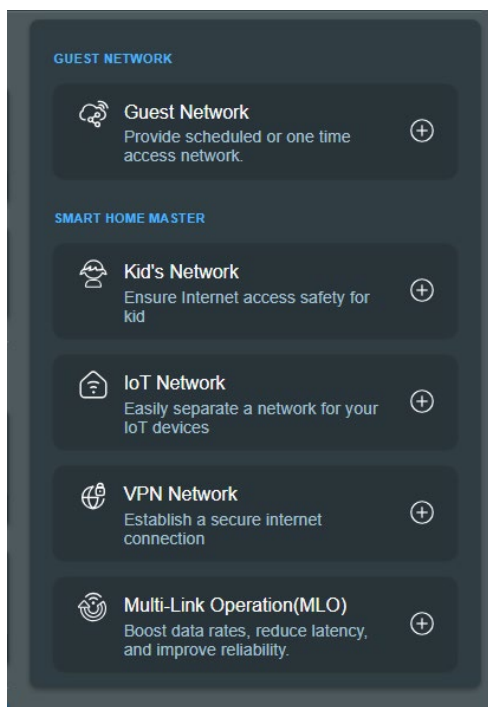 GUEST NETWORK
Guest Network
Provide scheduled or one time
access network.
SMART HOME MASTER
Kid's Network
Ensure Internet access safety for
kid
IoT Network
Easily separate a network for your
IoT devices
VPN Network
Establish a secure internet
connection
Multi-Link Operation(MLO)
Boost data rates, reduce latency,
and improve reliability.